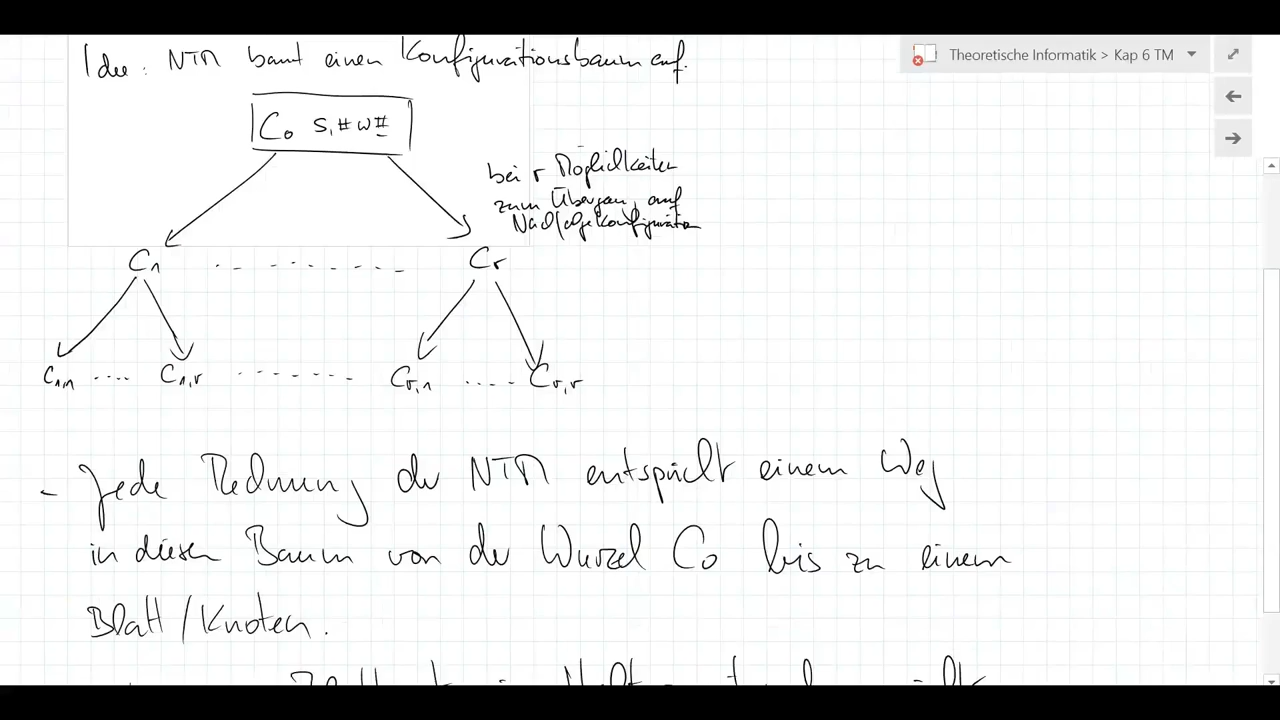 Idee: NTM baut einen Konfigurationsbaum auf.
Theoretische Informatik > Kap 6 TM
C₀ s,#w#
bei r Möglichkeiten
zum Übergang auf
Nachfolgekonfiguration
C₁ ........... Cᵣ
C₁,₁ .... C₁,ᵣ ........ Cᵣ,₁ ..... Cᵣ,ᵣ
- Jede Rechnung der NTM entspricht einem Weg
in diesem Baum von der Wurzel C₀ bis zu einem
Blatt/Knoten.